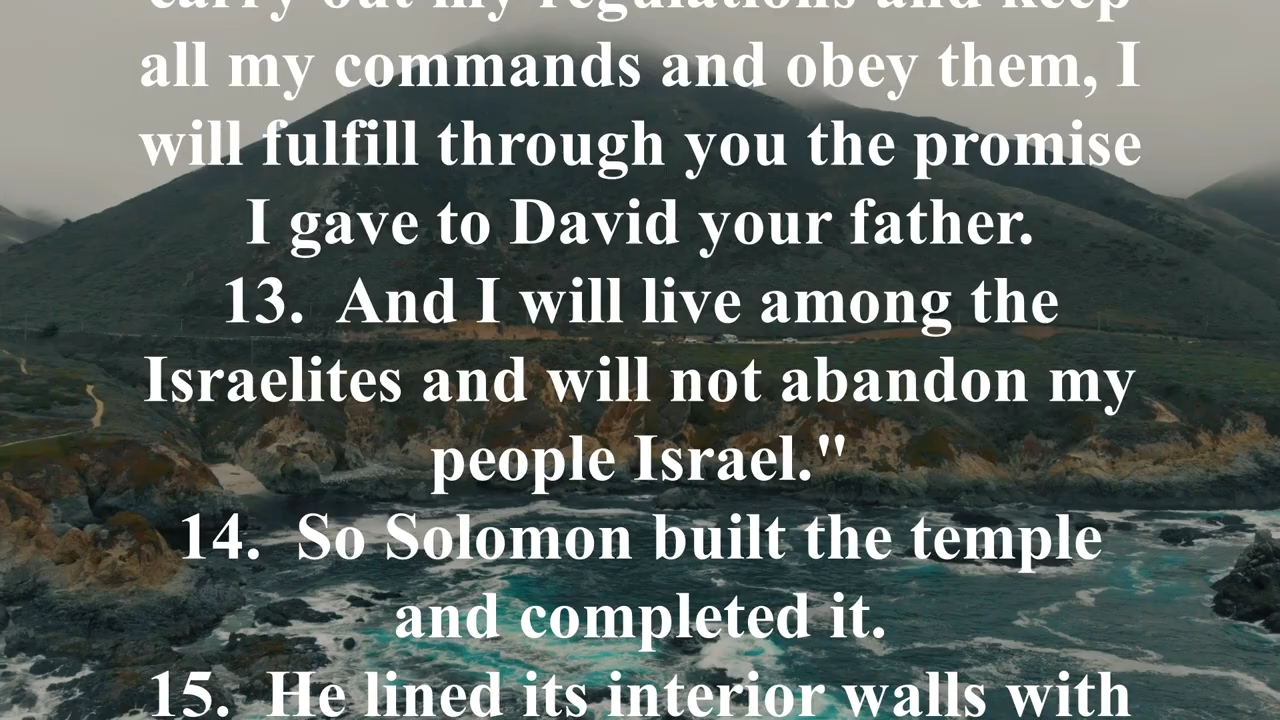 carry out my regulations and keep
all my commands and obey them, I
will fulfill through you the promise
I gave to David your father.
13.  And I will live among the
Israelites and will not abandon my
people Israel."
14.  So Solomon built the temple
and completed it.
15.  He lined its interior walls with